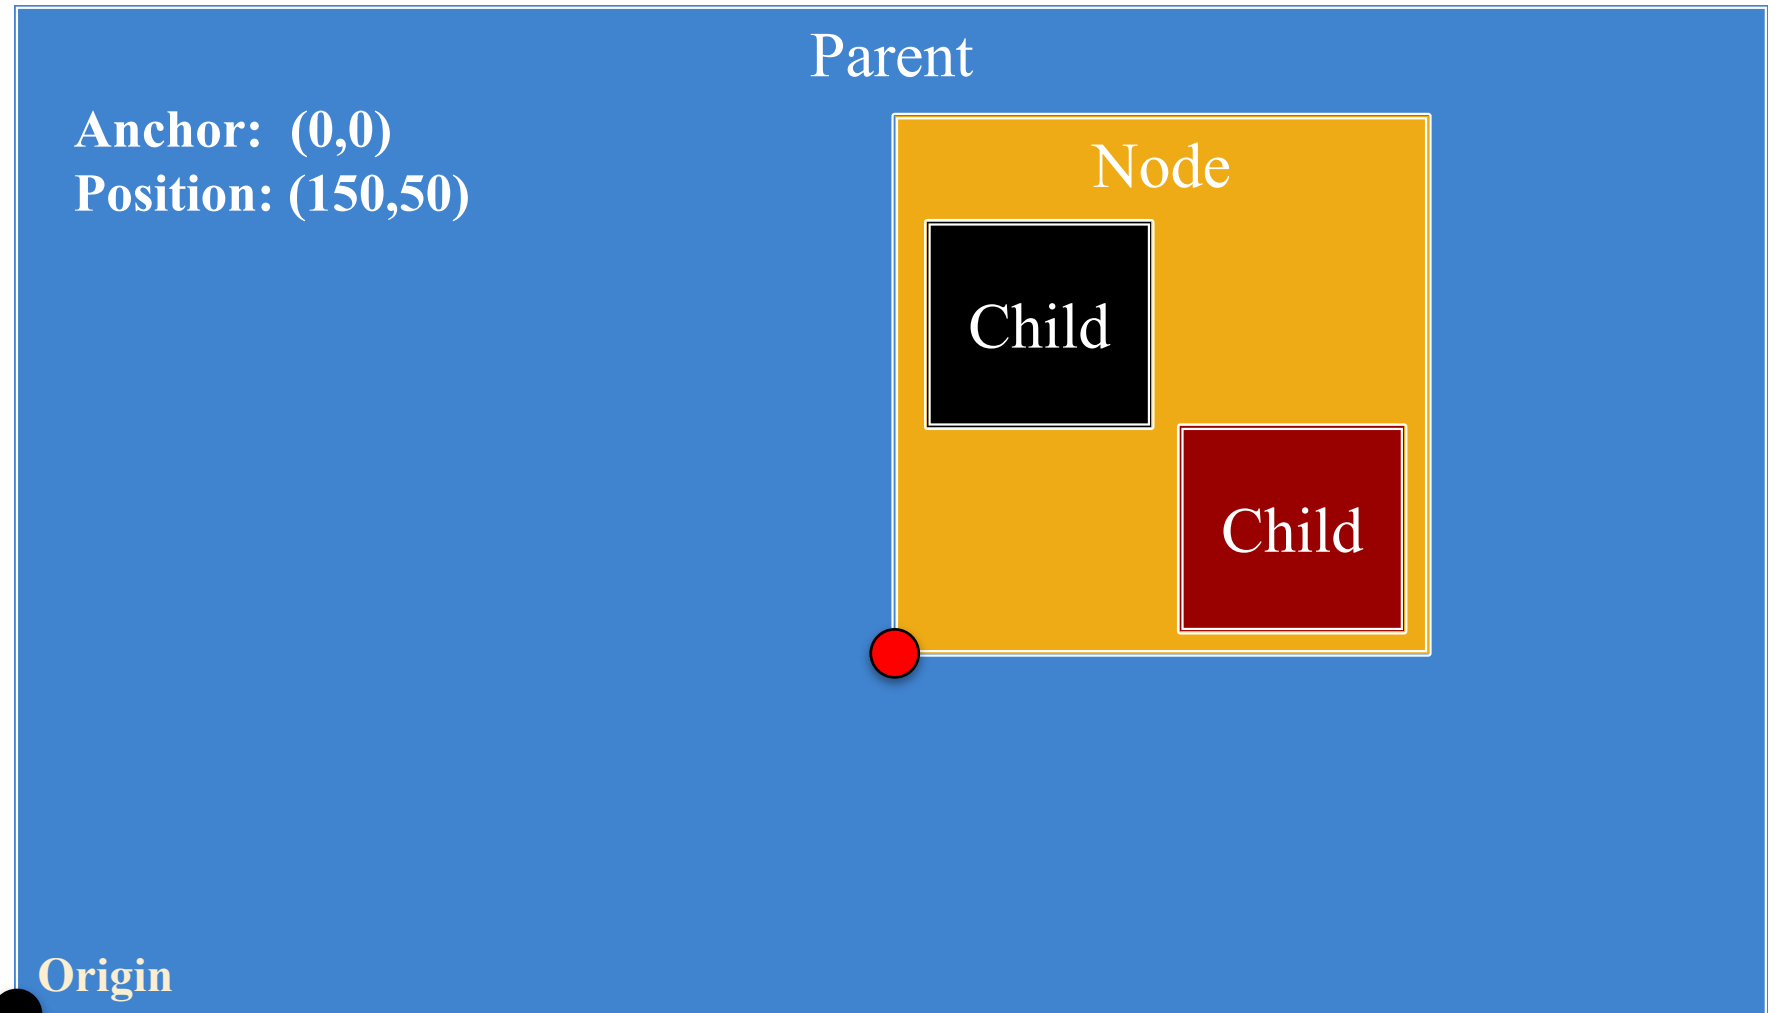 Parent
Anchor: (0,0)
Position: (150,50)
Node
Child
Child
Origin